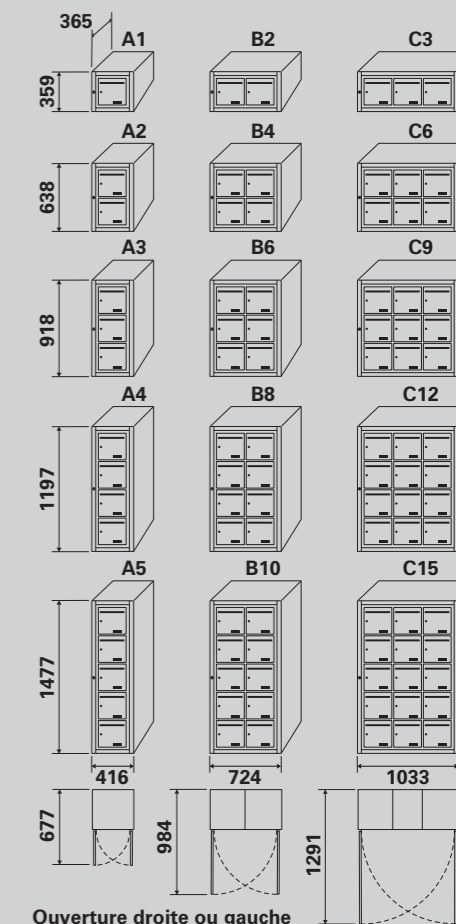 365
A1 B2 C3
359
A2 B4 C6
638
A3 B6 C9
918
A4 B8 C12
1197
A5 B10 C15
1477
416 724 1033
677 984 1291
Ouverture droite ou gauche